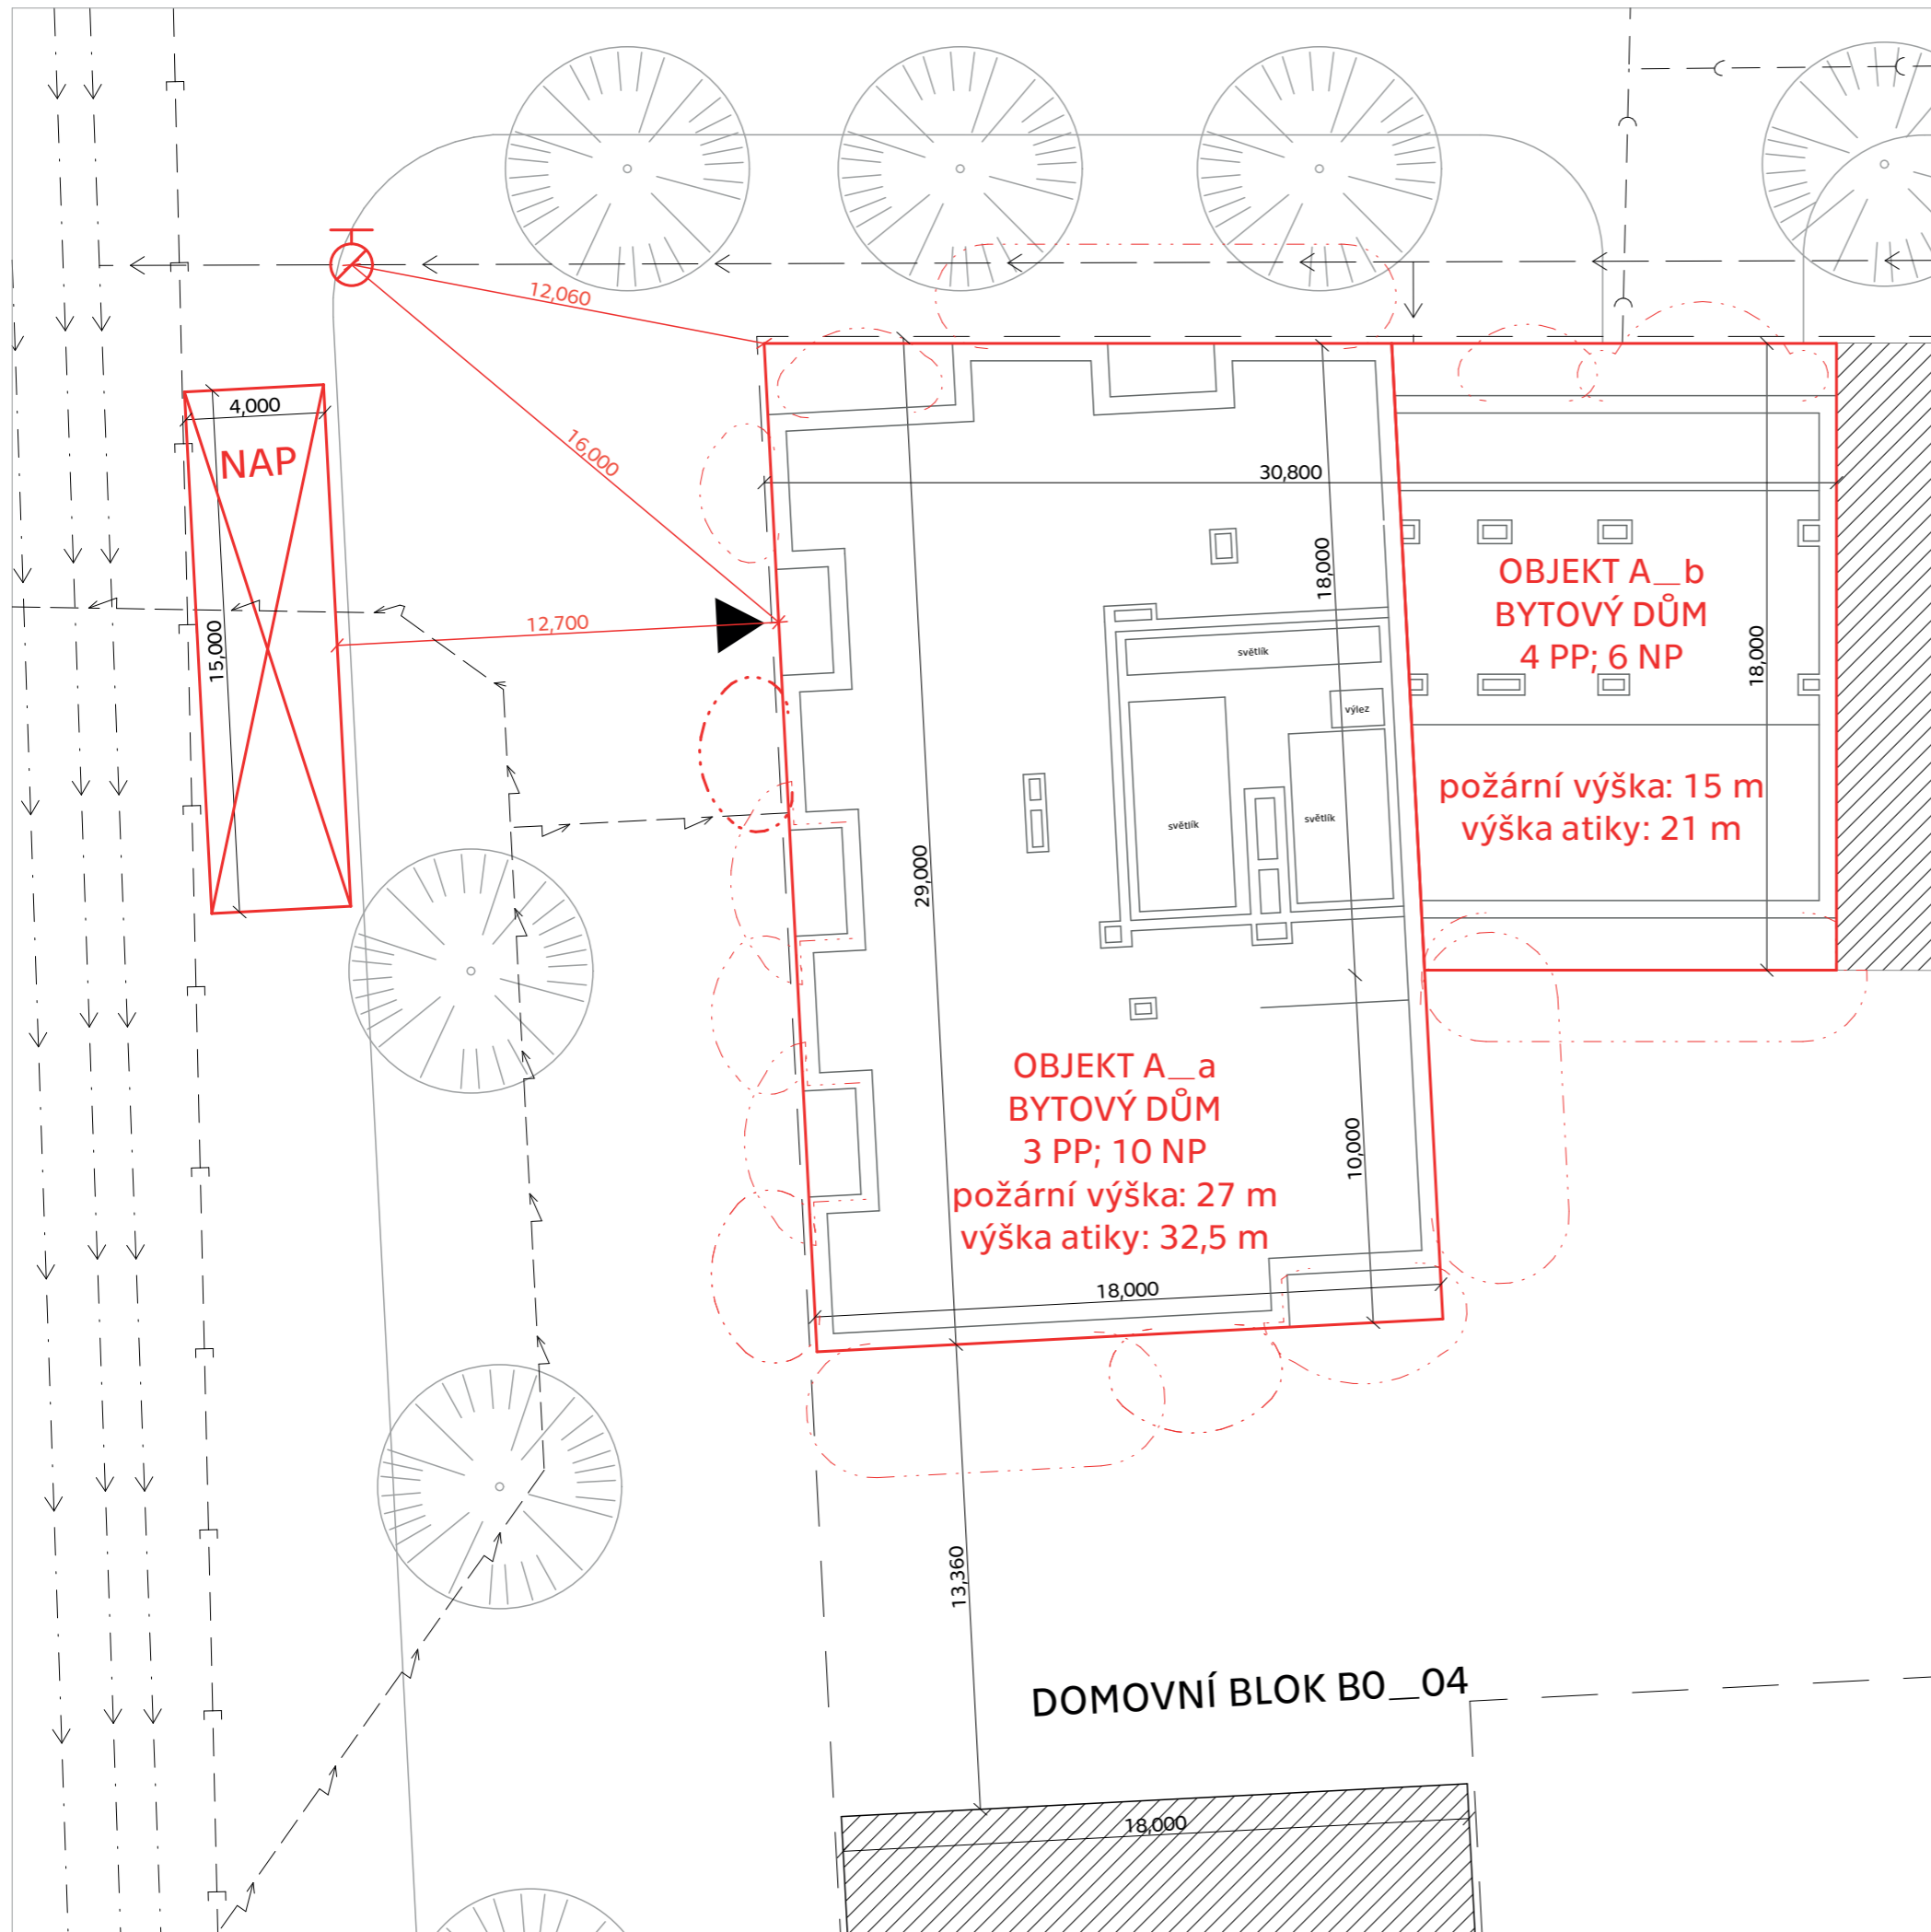 12,060
4,000
NAP
16,000
30,800
18,000
OBJEKT A_b
BYTOVÝ DŮM
4 PP; 6 NP
18,000
12,700
15,000
světlík
výlez
požární výška: 15 m
výška atiky: 21 m
světlík
světlík
29,000
OBJEKT A_a
BYTOVÝ DŮM
3 PP; 10 NP
požární výška: 27 m
výška atiky: 32,5 m
10,000
18,000
13,360
DOMOVNÍ BLOK B0_04
18,000